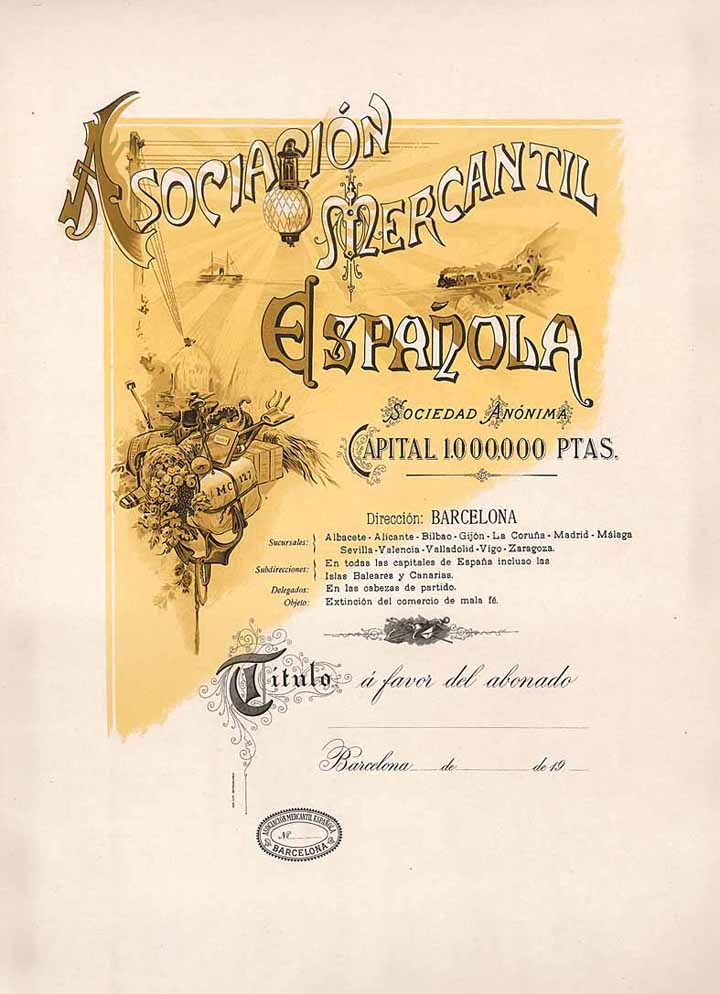 Asociación
Mercantil
Española
Sociedad Anónima
Capital 1.000,000 Ptas.
Dirección: BARCELONA
Sucursales: Albacete - Alicante - Bilbao - Gijón - La Coruña - Madrid - Málaga
Sevilla - Valencia - Valladolid - Vigo - Zaragoza.
Subdirecciones: En todas las capitales de España incluso las
Islas Baleares y Canarias.
Delegados: En las cabezas de partido.
Objeto: Extinción del comercio de mala fé.
MC 127
Título á favor del abonado
Barcelona de de 19
ASOCIACIÓN MERCANTIL ESPAÑOLA
Nº
BARCELONA